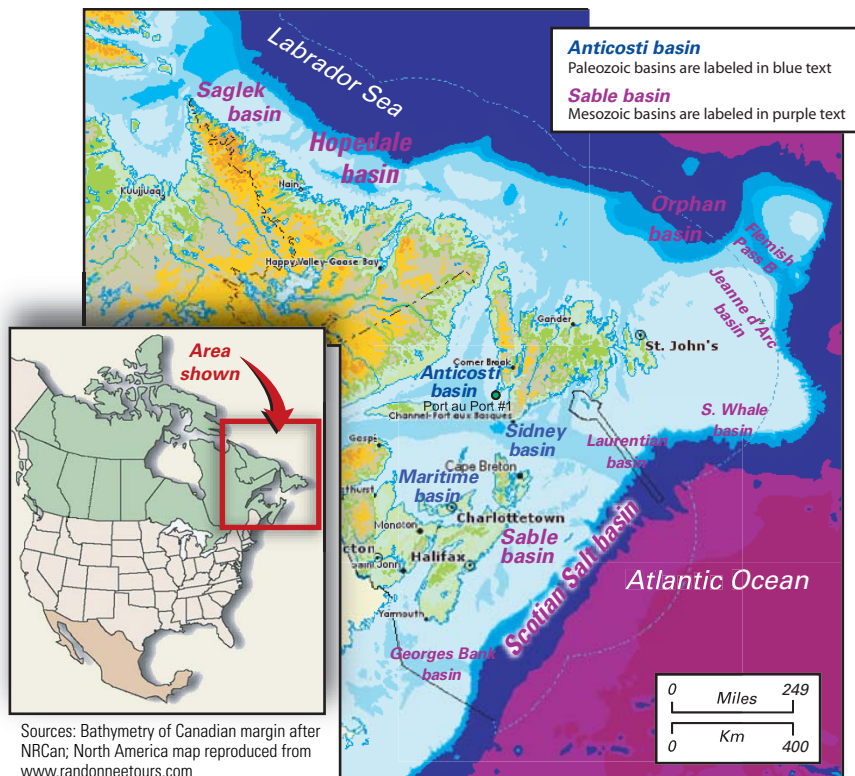 Labrador Sea
Anticosti basin
Paleozoic basins are labeled in blue text
Sable basin
Mesozoic basins are labeled in purple text
Saglek
basin
Hopedale
basin
Kuujjuaq
Nain
Orphan
basin
Flemish
Pass B
Happy Valley-Goose Bay
Jeanne d'Arc
basin
Gander
St. John's
Area
shown
Corner Brook
Anticosti
basin
Port au Port #1
Channel-Port aux Basques
S. Whale
basin
Sidney
basin
Laurentian
basin
Gaspé
Cape Breton
Maritime
basin
thurst
Charlottetown
Moncton
Sable
basin
cton
Halifax
Saint John
Scotian Salt basin
Atlantic Ocean
Yarmouth
Georges Bank
basin
0 249
Miles
Km
0 400
Sources: Bathymetry of Canadian margin after
NRCan; North America map reproduced from
www.randonneetours.com